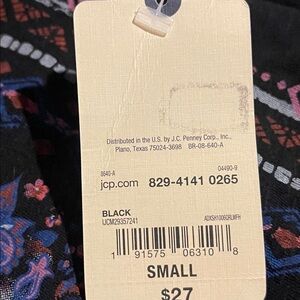 Distributed in the U.S. by J.C. Penney Corp., Inc.,
Plano, Texas 75024-3698 BR-08-640-A
8640-A 04490-9
jcp.com 829-4141 0265
BLACK
UCM29357241 ADXSH1006GRLWFH
1 91575 06310 8
SMALL
$27